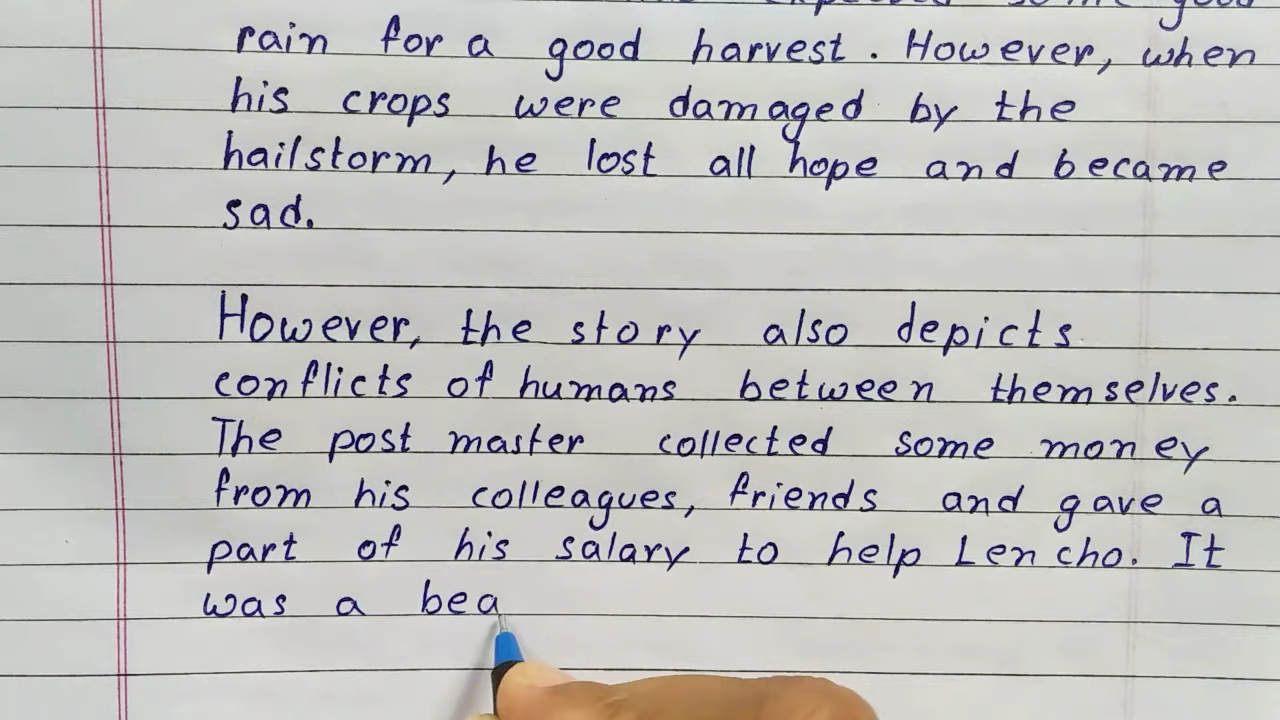 rain for a good harvest. However, when
his crops were damaged by the
hailstorm, he lost all hope and became
sad.
However, the story also depicts
conflicts of humans between themselves.
The post master collected some money
from his colleagues, friends and gave a
part of his salary to help Lencho. It
was a bea